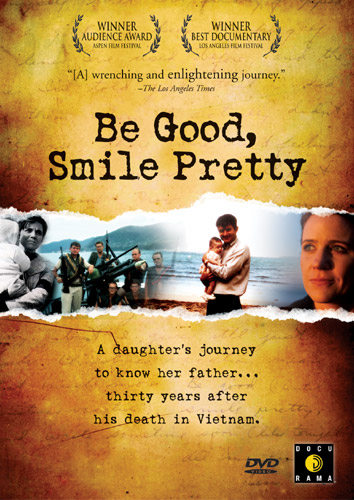 WINNER
AUDIENCE AWARD
ASPEN FILM FESTIVAL
WINNER
BEST DOCUMENTARY
LOS ANGELES FILM FESTIVAL
“[A] wrenching and enlightening journey.”
–The Los Angeles Times
Be Good,
Smile Pretty
A daughter's journey
to know her father...
thirty years after
his death in Vietnam.
DVD
VIDEO
DOCU
RAMA